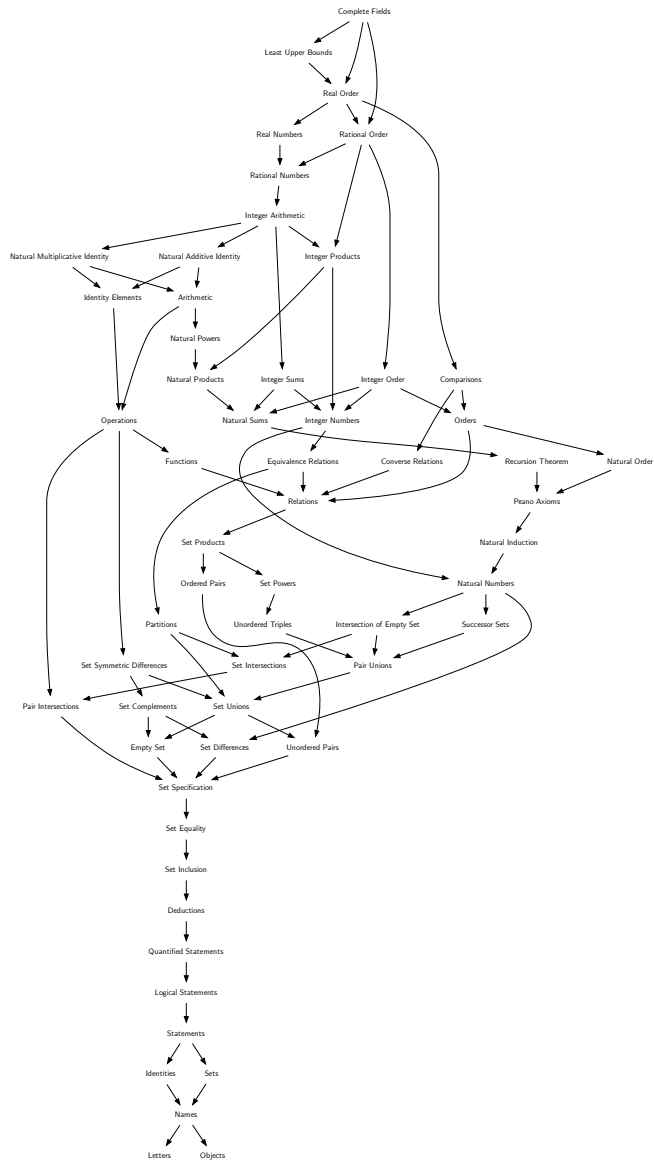 Complete Fields
Least Upper Bounds
Real Order
Real Numbers
Rational Order
Rational Numbers
Integer Arithmetic
Natural Multiplicative Identity
Natural Additive Identity
Integer Products
Identity Elements
Arithmetic
Natural Powers
Natural Products
Integer Sums
Integer Order
Comparisons
Operations
Natural Sums
Integer Numbers
Orders
Functions
Equivalence Relations
Converse Relations
Recursion Theorem
Natural Order
Relations
Peano Axioms
Set Products
Natural Induction
Ordered Pairs
Set Powers
Natural Numbers
Partitions
Unordered Triples
Intersection of Empty Set
Successor Sets
Set Symmetric Differences
Set Intersections
Pair Unions
Pair Intersections
Set Complements
Set Unions
Empty Set
Set Differences
Unordered Pairs
Set Specification
Set Equality
Set Inclusion
Deductions
Quantified Statements
Logical Statements
Statements
Identities
Sets
Names
Letters
Objects